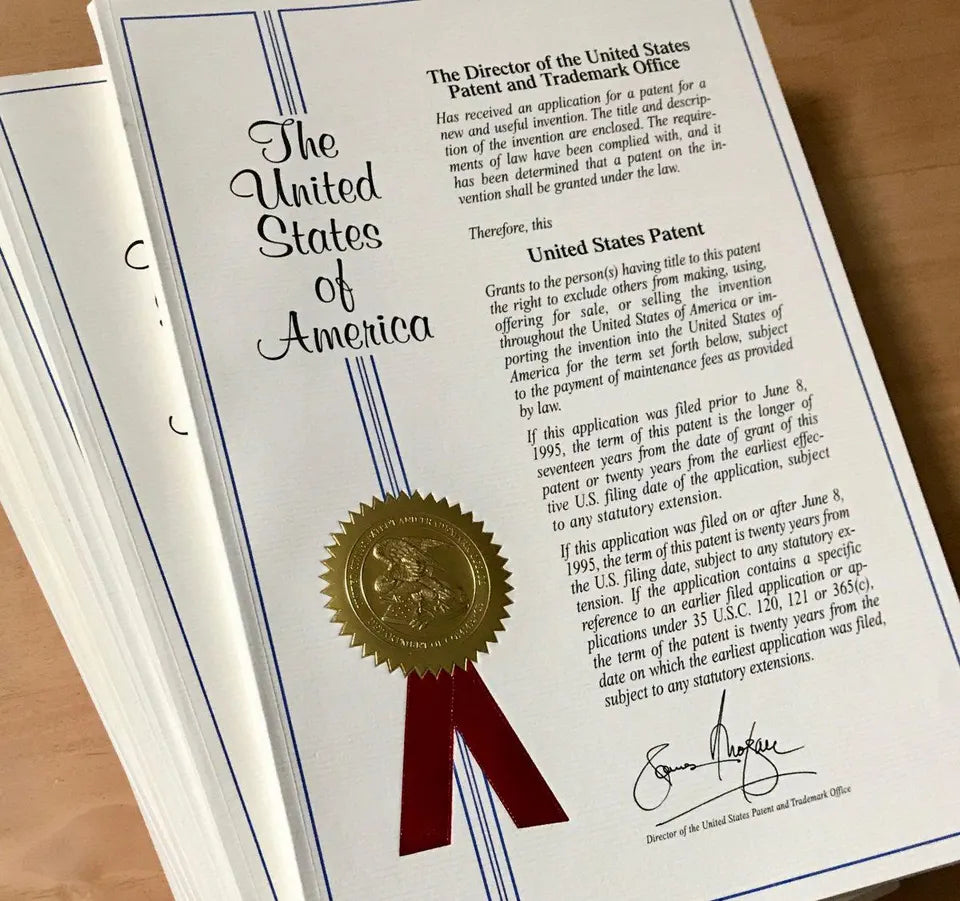 The
United
States
of
America
The Director of the United States
Patent and Trademark Office
Has received an application for a patent for a
new and useful invention. The title and descrip-
tion of the invention are enclosed. The require-
ments of law have been complied with, and it
has been determined that a patent on the in-
vention shall be granted under the law.
Therefore, this
United States Patent
Grants to the person(s) having title to this patent
the right to exclude others from making, using,
offering for sale, or selling the invention
throughout the United States of America or im-
porting the invention into the United States of
America for the term set forth below, subject
to the payment of maintenance fees as provided
by law.
If this application was filed prior to June 8,
1995, the term of this patent is the longer of
seventeen years from the date of grant of this
patent or twenty years from the earliest effec-
tive U.S. filing date of the application, subject
to any statutory extension.
If this application was filed on or after June 8,
1995, the term of this patent is twenty years from
the U.S. filing date, subject to any statutory ex-
tension. If the application contains a specific
reference to an earlier filed application or ap-
plications under 35 U.S.C. 120, 121 or 365(c),
the term of the patent is twenty years from the
date on which the earliest application was filed,
subject to any statutory extensions.
Director of the United States Patent and Trademark Office